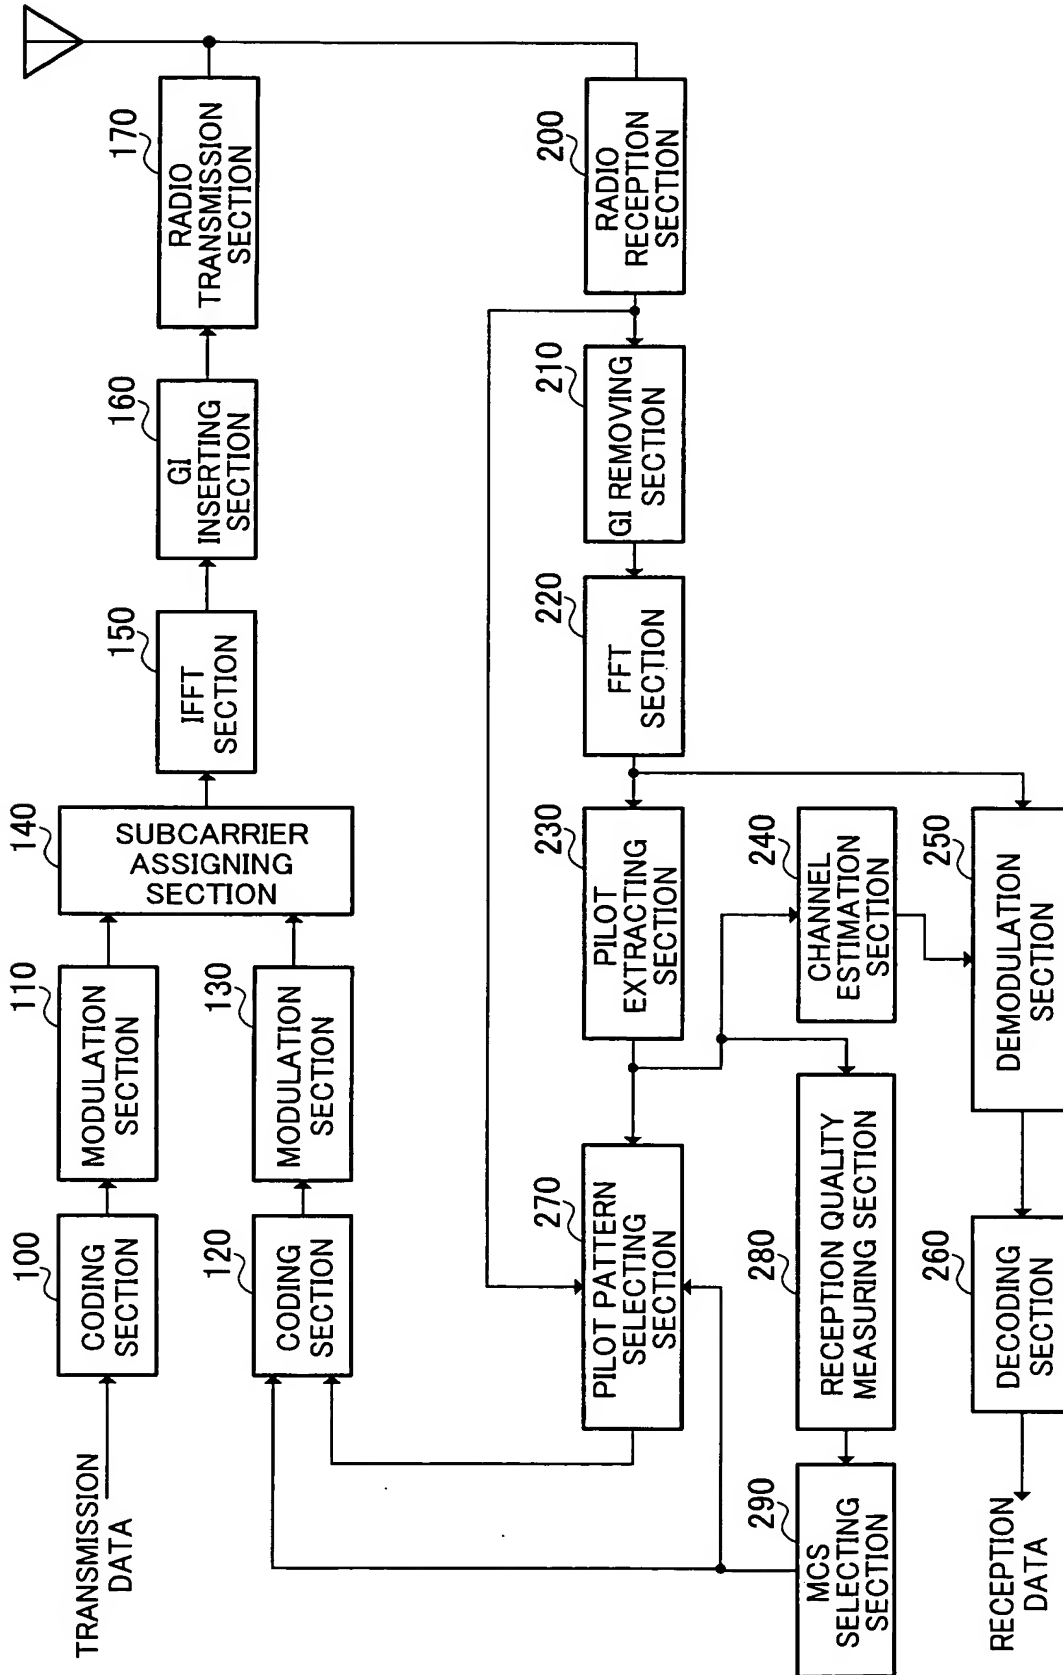 TRANSMISSION
DATA
100
CODING
SECTION
110
MODULATION
SECTION
120
CODING
SECTION
130
MODULATION
SECTION
140
SUBCARRIER
ASSIGNING
SECTION
150
IFFT
SECTION
160
GI
INSERTING
SECTION
170
RADIO
TRANSMISSION
SECTION
200
RADIO
RECEPTION
SECTION
210
GI REMOVING
SECTION
220
FFT
SECTION
230
PILOT
EXTRACTING
SECTION
240
CHANNEL
ESTIMATION
SECTION
250
DEMODULATION
SECTION
260
DECODING
SECTION
270
PILOT PATTERN
SELECTING
SECTION
280
RECEPTION QUALITY
MEASURING SECTION
290
MCS
SELECTING
SECTION
RECEPTION
DATA